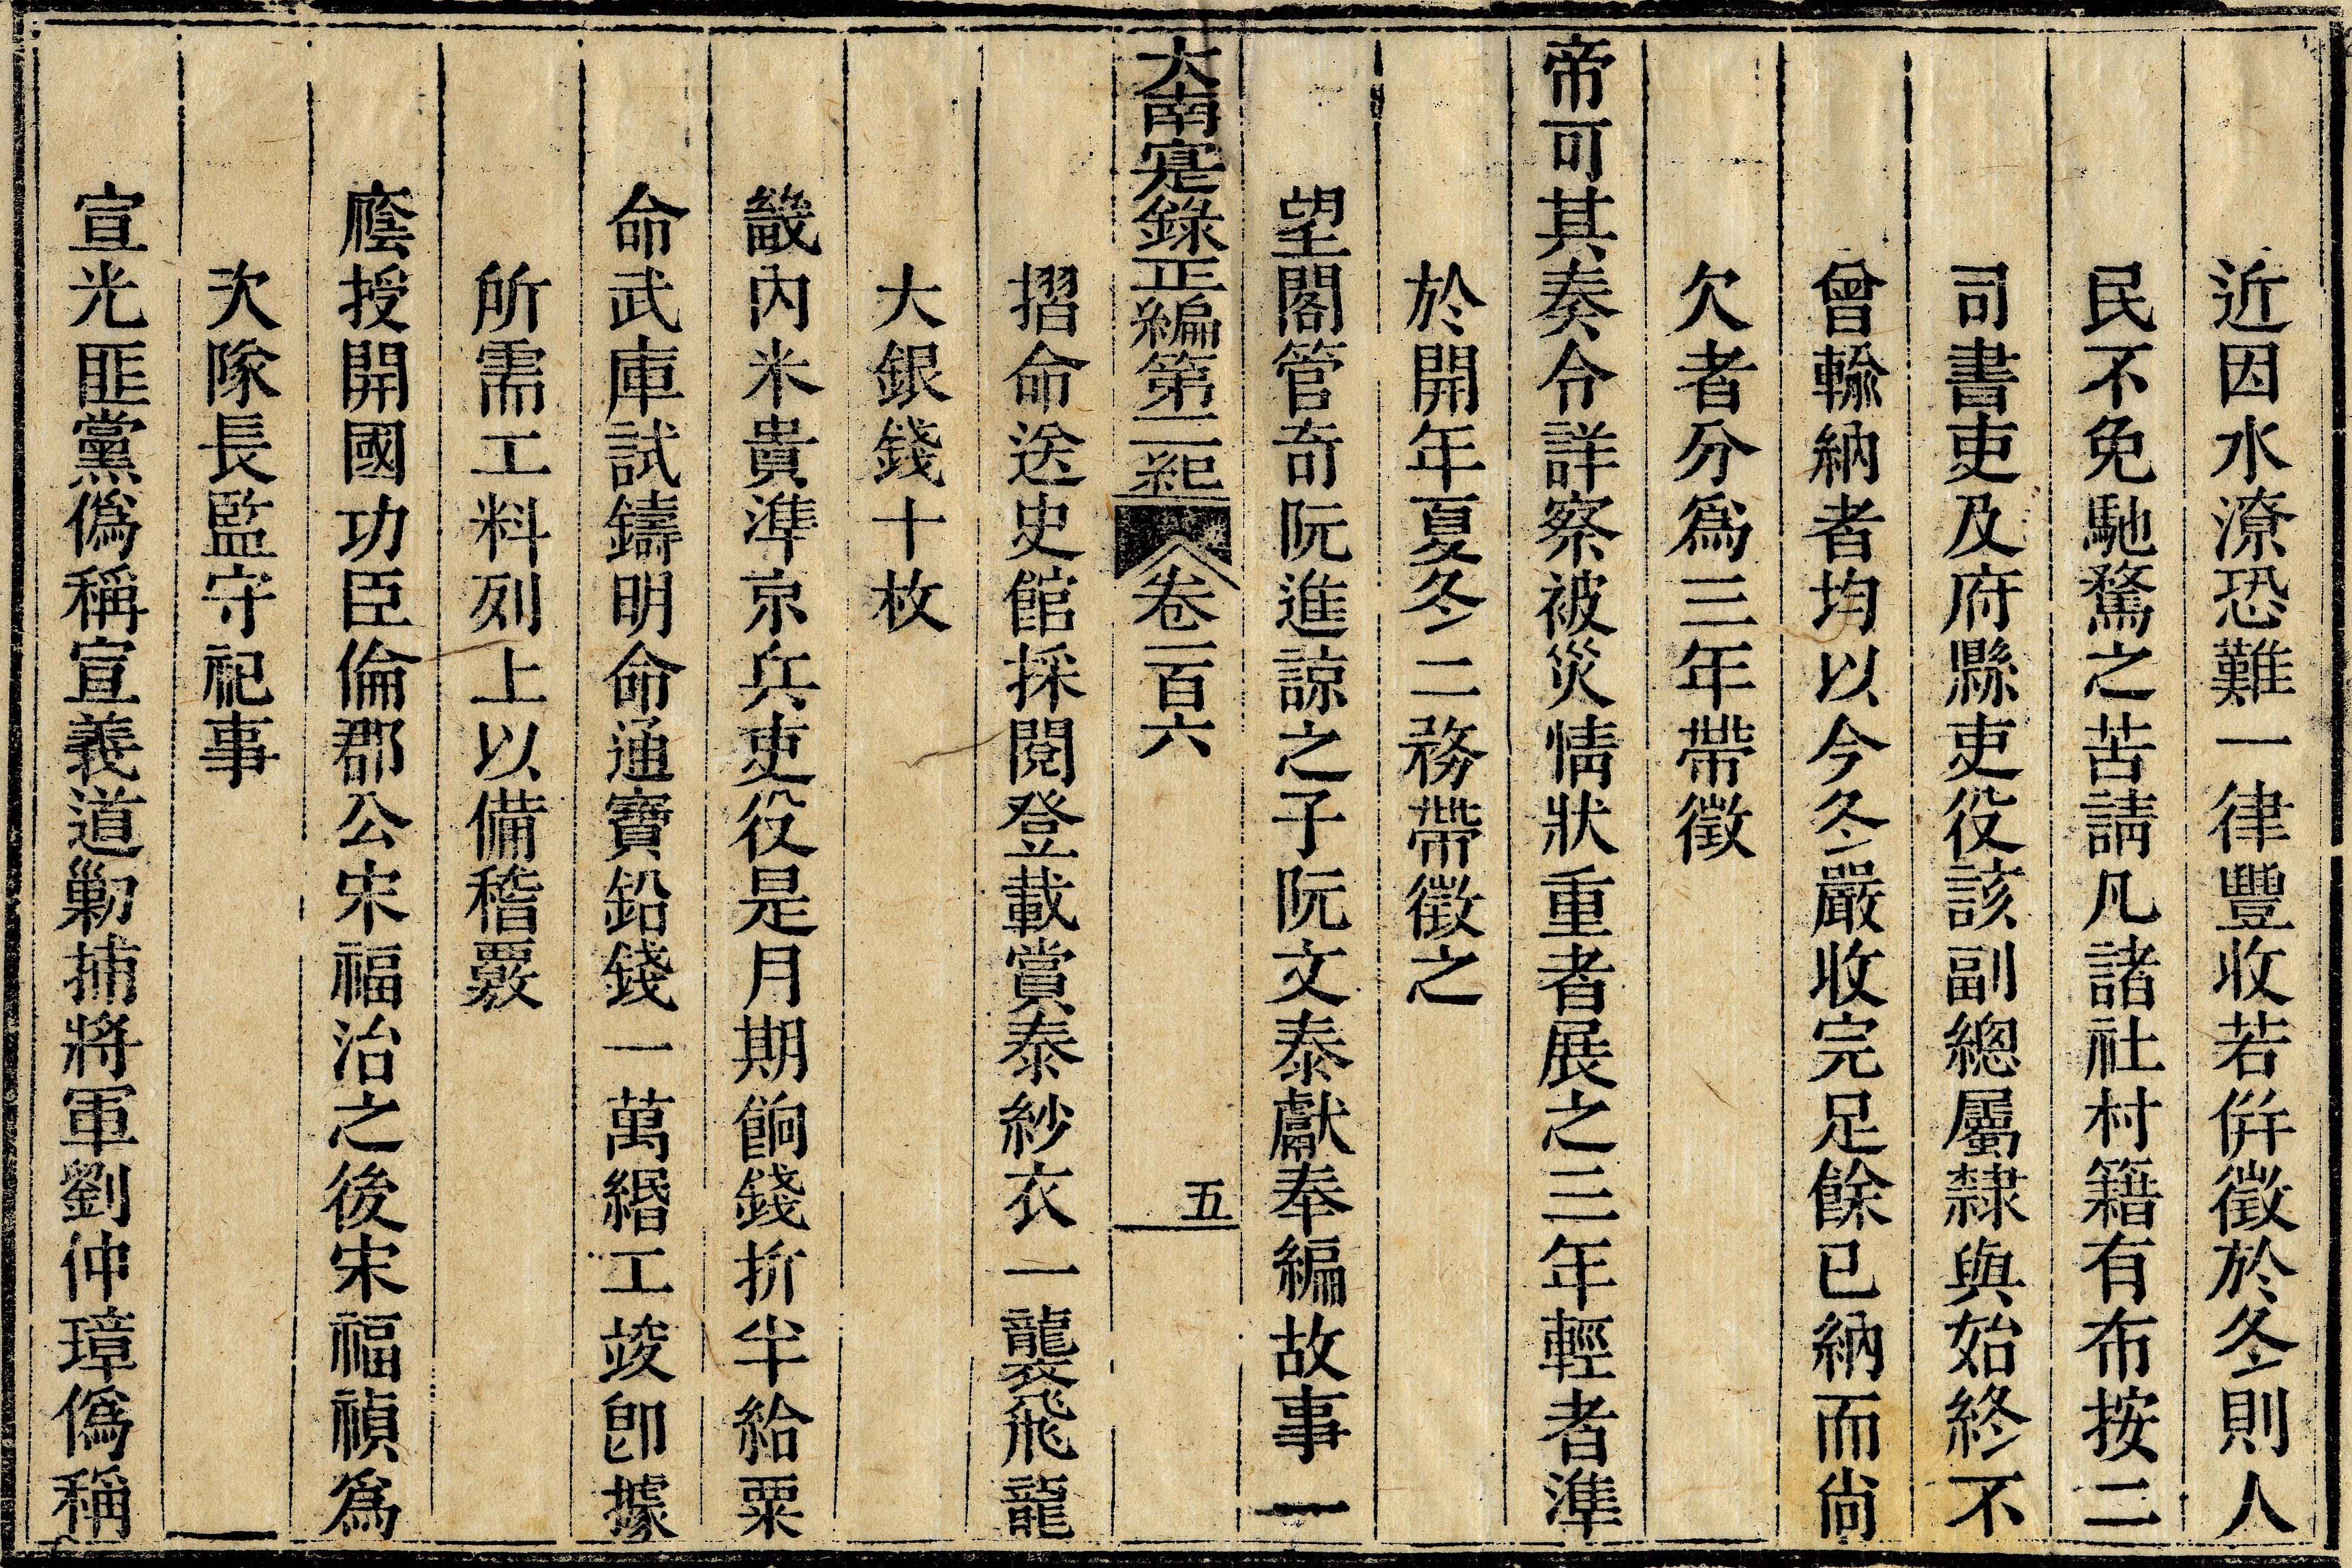 近因水潦恐難一律豐收若併徵於冬則人
民不免馳騖之苦請凡諸社村籍有布按二
司書吏及府縣吏役該副總屬隸與始終不
曾輸納者均以今冬嚴收完足餘已納而尙
欠者分爲三年帶徵
帝可其奏令詳察被災情狀重者展之三年輕者準
於開年夏冬二務帶徵之
望閣管奇阮進諒之子阮文泰獻奉編故事一
大南寔錄正編第二紀 卷一百六 五
摺命送史館採閱登載賞泰紗衣一襲飛龍
大銀錢十枚
畿內米貴準京兵吏役是月期餉錢折半給粟
命武庫試鑄明命通寶鉛錢一萬緡工竣卽據
所需工料列上以備稽覈
廕授開國功臣倫郡公宋福治之後宋福禎爲
次隊長監守祀事
宣光匪黨僞稱宣義道勦捕將軍劉仲璋僞稱